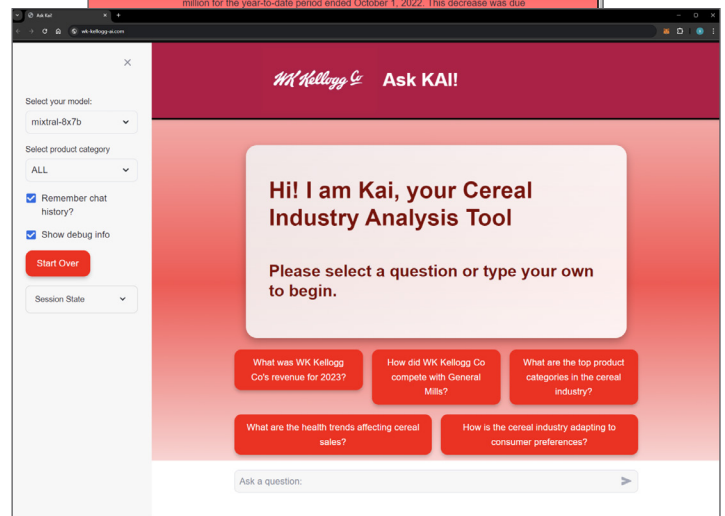 million for the year-to-date period ended October 1, 2022. This decrease was due
Ask Kai!
wk-kellogg-ai.com
WK Kellogg Co Ask KAI!
Select your model:
mixtral-8x7b
Select product category
ALL
Remember chat
history?
Show debug info
Start Over
Session State
Hi! I am Kai, your Cereal
Industry Analysis Tool
Please select a question or type your own
to begin.
What was WK Kellogg
Co's revenue for 2023?
How did WK Kellogg Co
compete with General
Mills?
What are the top product
categories in the cereal
industry?
What are the health trends affecting cereal
sales?
How is the cereal industry adapting to
consumer preferences?
Ask a question: